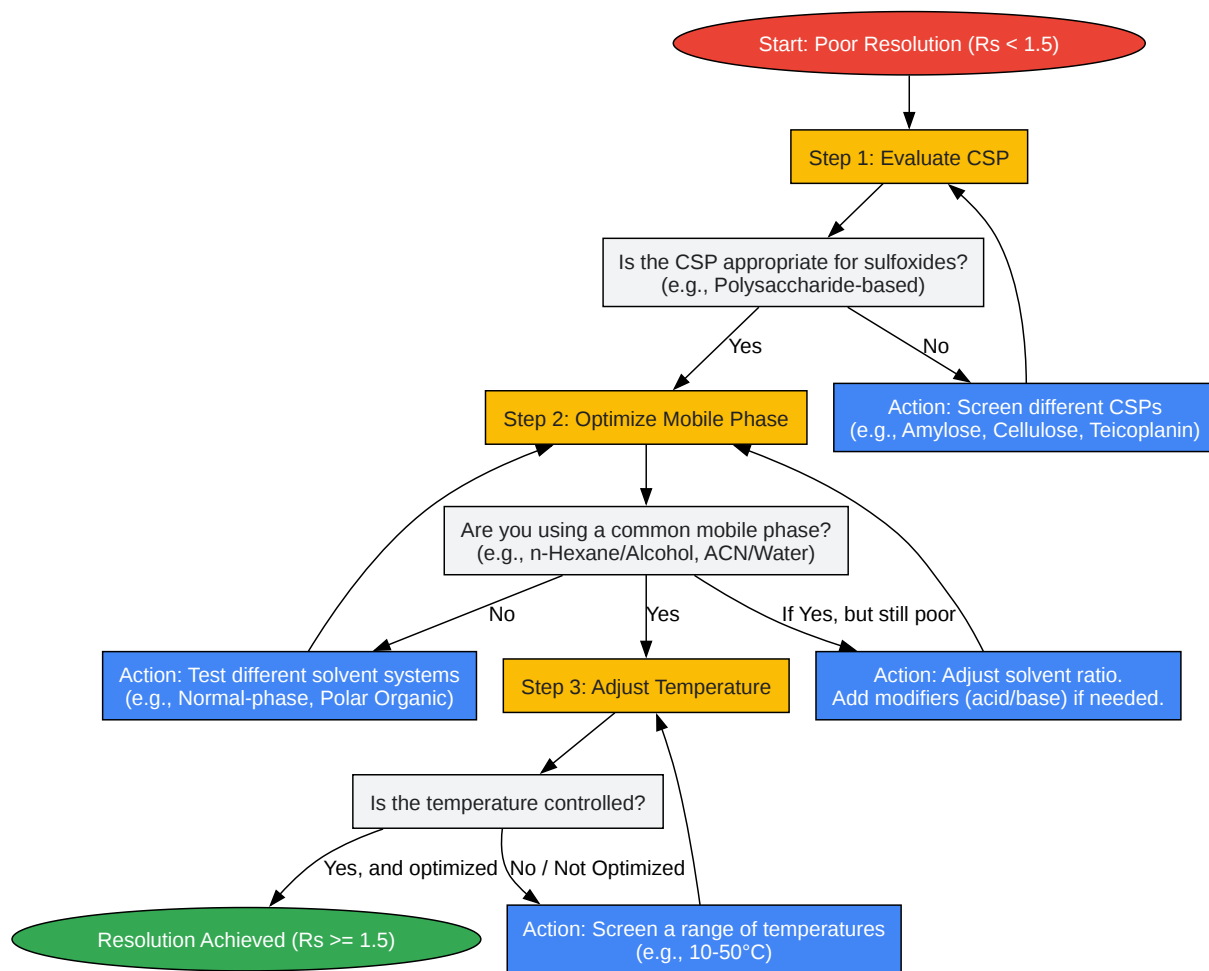 Start: Poor Resolution (Rs < 1.5)
Step 1: Evaluate CSP
Is the CSP appropriate for sulfoxides?
(e.g., Polysaccharide-based)
Yes
No
Action: Screen different CSPs
(e.g., Amylose, Cellulose, Teicoplanin)
Step 2: Optimize Mobile Phase
Are you using a common mobile phase?
(e.g., n-Hexane/Alcohol, ACN/Water)
No
Yes
If Yes, but still poor
Action: Test different solvent systems
(e.g., Normal-phase, Polar Organic)
Step 3: Adjust Temperature
Action: Adjust solvent ratio.
Add modifiers (acid/base) if needed.
Is the temperature controlled?
Yes, and optimized
No / Not Optimized
Resolution Achieved (Rs >= 1.5)
Action: Screen a range of temperatures
(e.g., 10-50°C)